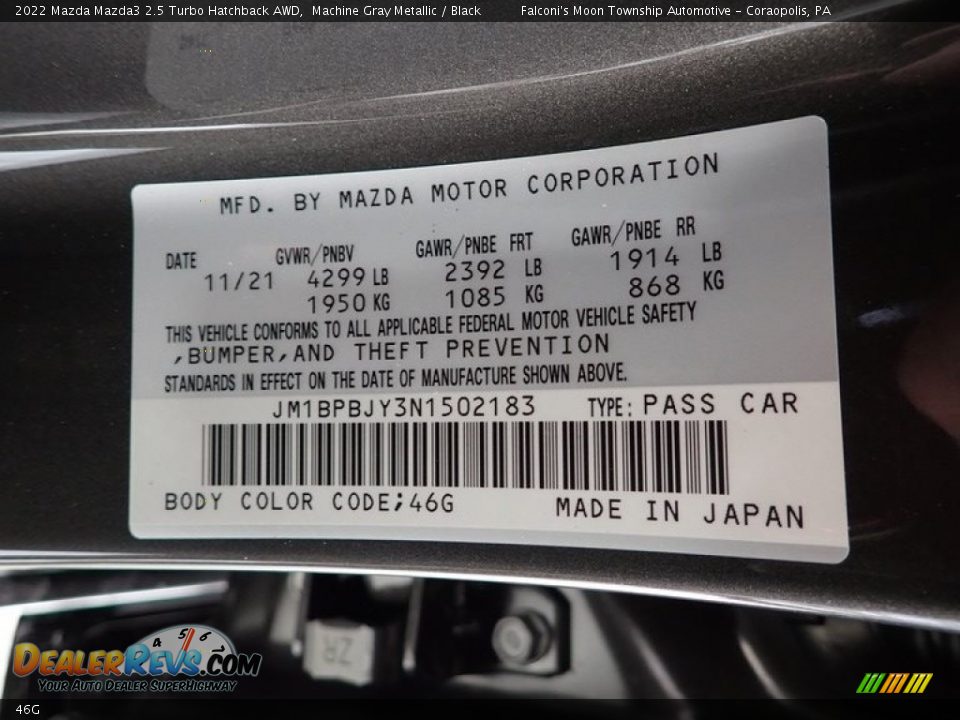 2022 Mazda Mazda3 2.5 Turbo Hatchback AWD, Machine Gray Metallic / Black Falconi's Moon Township Automotive - Coraopolis, PA
MFD. BY MAZDA MOTOR CORPORATION
DATE GVWR/PNBV GAWR/PNBE FRT GAWR/PNBE RR
11/21 4299 LB 2392 LB 1914 LB
1950 KG 1085 KG 868 KG
THIS VEHICLE CONFORMS TO ALL APPLICABLE FEDERAL MOTOR VEHICLE SAFETY
,BUMPER,AND THEFT PREVENTION
STANDARDS IN EFFECT ON THE DATE OF MANUFACTURE SHOWN ABOVE.
JM1BPBJY3N1502183 TYPE: PASS CAR
BODY COLOR CODE;46G MADE IN JAPAN
ZR
4 5 6
DEALERREVS.COM
YOUR AUTO DEALER SUPERHIGHWAY
46G